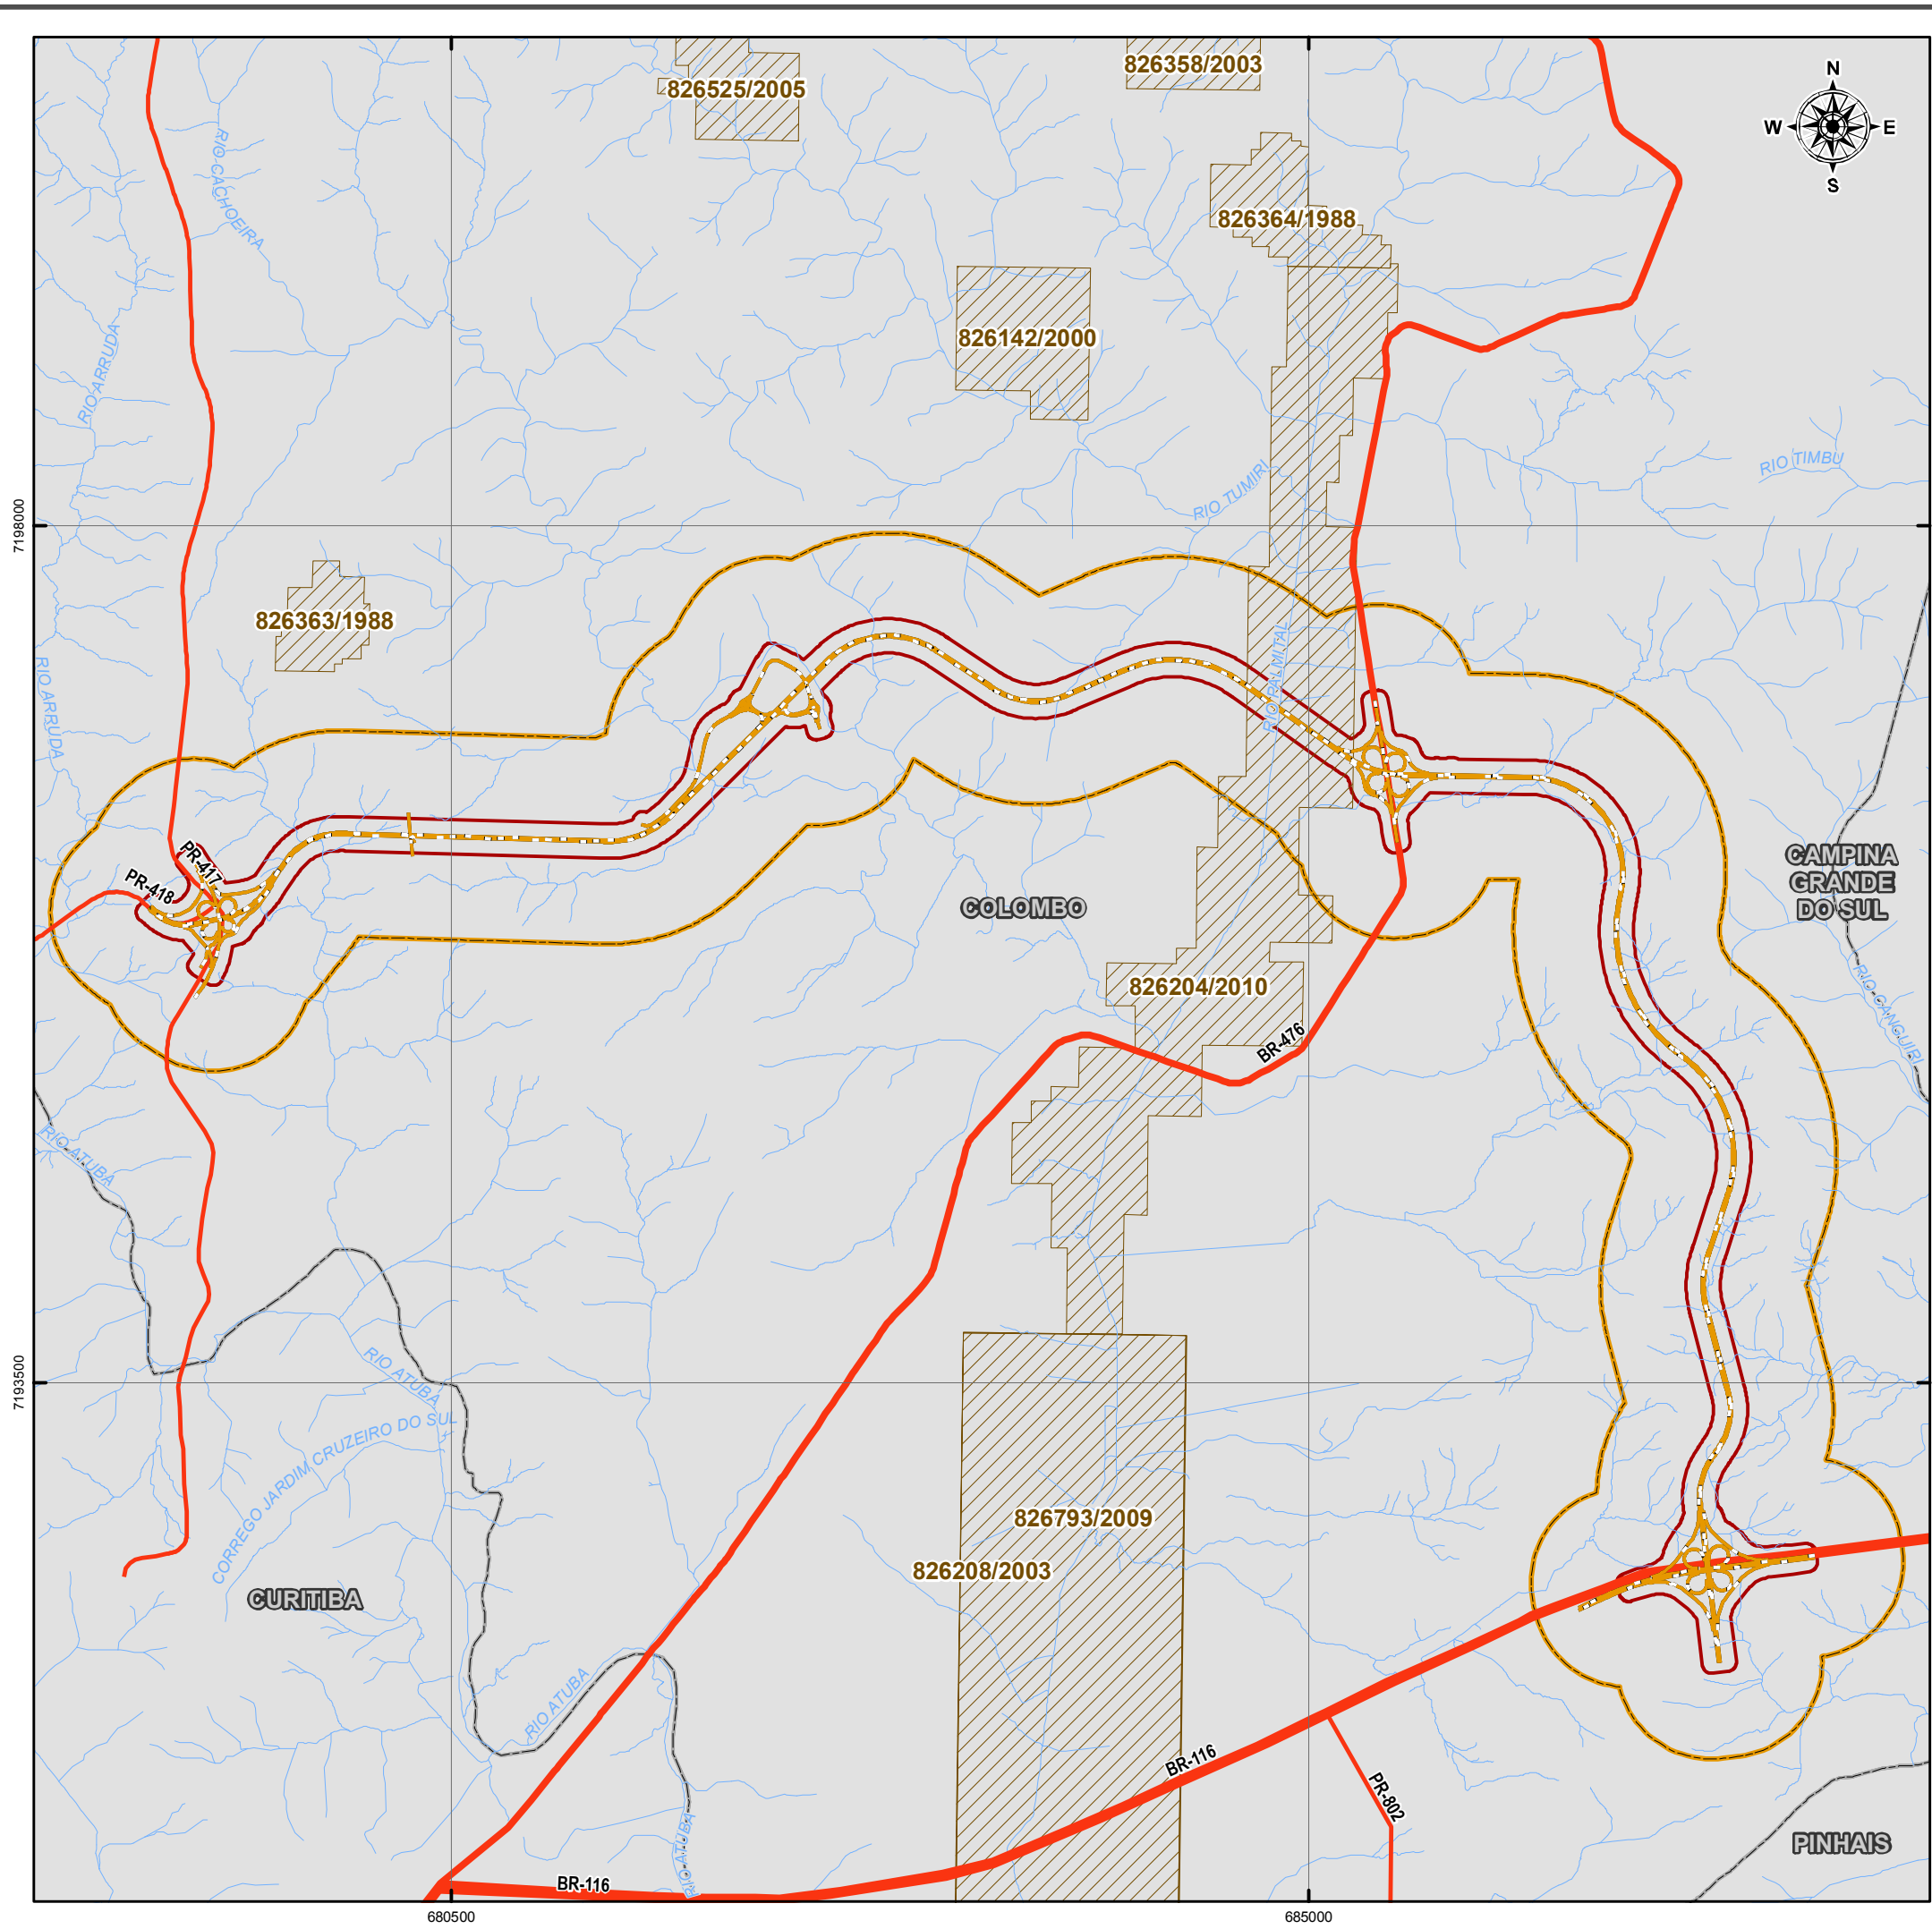 826358/2003
826525/2005
N
W
E
S
RIO CACHOEIRA
826364/1988
826142/2000
RIO ARRUDA
RIO TIMBU
RIO TUMIRI
7198000
826363/1988
RIO ARRUDA
RIO PALMITAL
PR-417
PR-418
CAMPINA
GRANDE
DO SUL
COLOMBO
826204/2010
RIO CANGUIRI
BR-476
RIO ATUBA
7193500
RIO ATUBA
CORREGO JARDIM CRUZEIRO DO SUL
826793/2009
826208/2003
CURITIBA
RIO ATUBA
BR-116
PR-802
RIO ATUBA
PINHAIS
BR-116
680500
685000